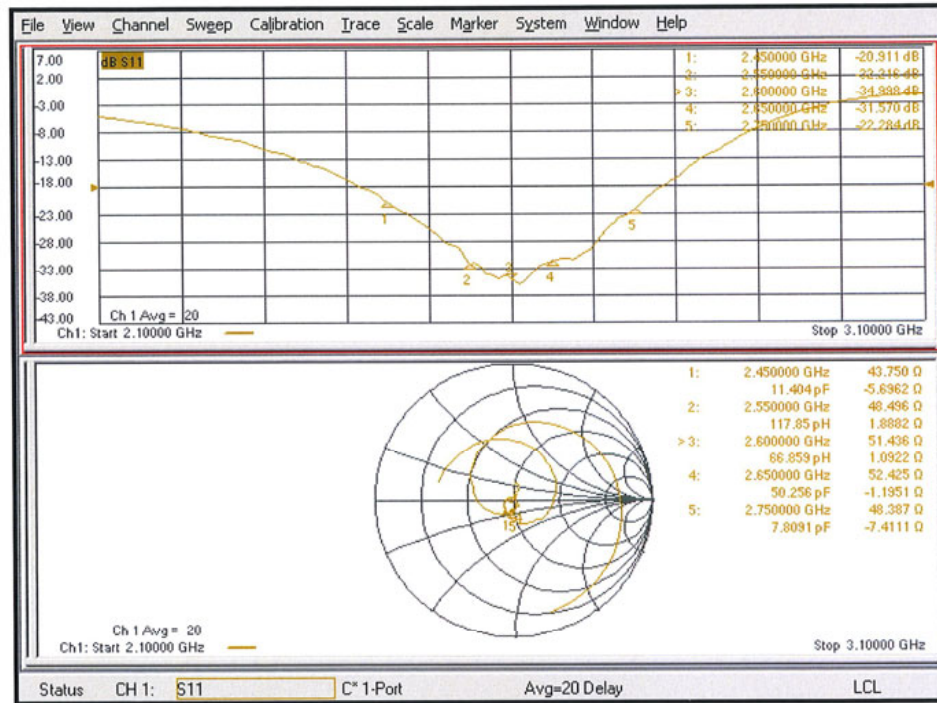 File View Channel Sweep Calibration Trace Scale Marker System Window Help
7.00 dB S11 1: 2.450000 GHz -20.911 dB
2.00 2: 2.550000 GHz
-3.00 > 3: 2.600000 GHz -34.998 dB
-8.00 4: 2.650000 GHz -31.570 dB
5: 2.750000 GHz -22.284 dB
-13.00
-18.00
-23.00 1 5
-28.00
-33.00 2 3 4
-38.00
-43.00 Ch 1 Avg = 20
Ch1: Start 2.10000 GHz Stop 3.10000 GHz
1: 2.450000 GHz 43.750 Ω
11.404 pF -5.6962 Ω
2: 2.550000 GHz 48.496 Ω
117.85 pH 1.8882 Ω
> 3: 2.600000 GHz 51.436 Ω
66.859 pH 1.0922 Ω
4: 2.650000 GHz 52.425 Ω
50.256 pF -1.1951 Ω
5: 2.750000 GHz 48.387 Ω
7.8091 pF -7.4111 Ω
15
Ch 1 Avg = 20
Ch1: Start 2.10000 GHz Stop 3.10000 GHz
Status CH 1: S11 C* 1-Port Avg=20 Delay LCL